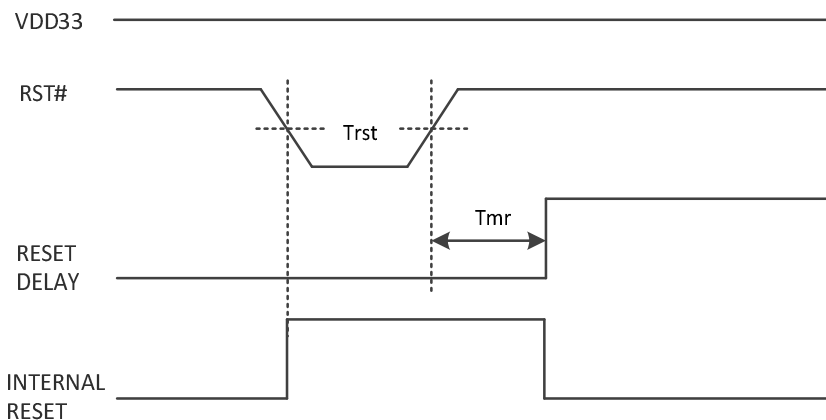 VDD33
RST#
Trst
Tmr
RESET
DELAY
INTERNAL
RESET